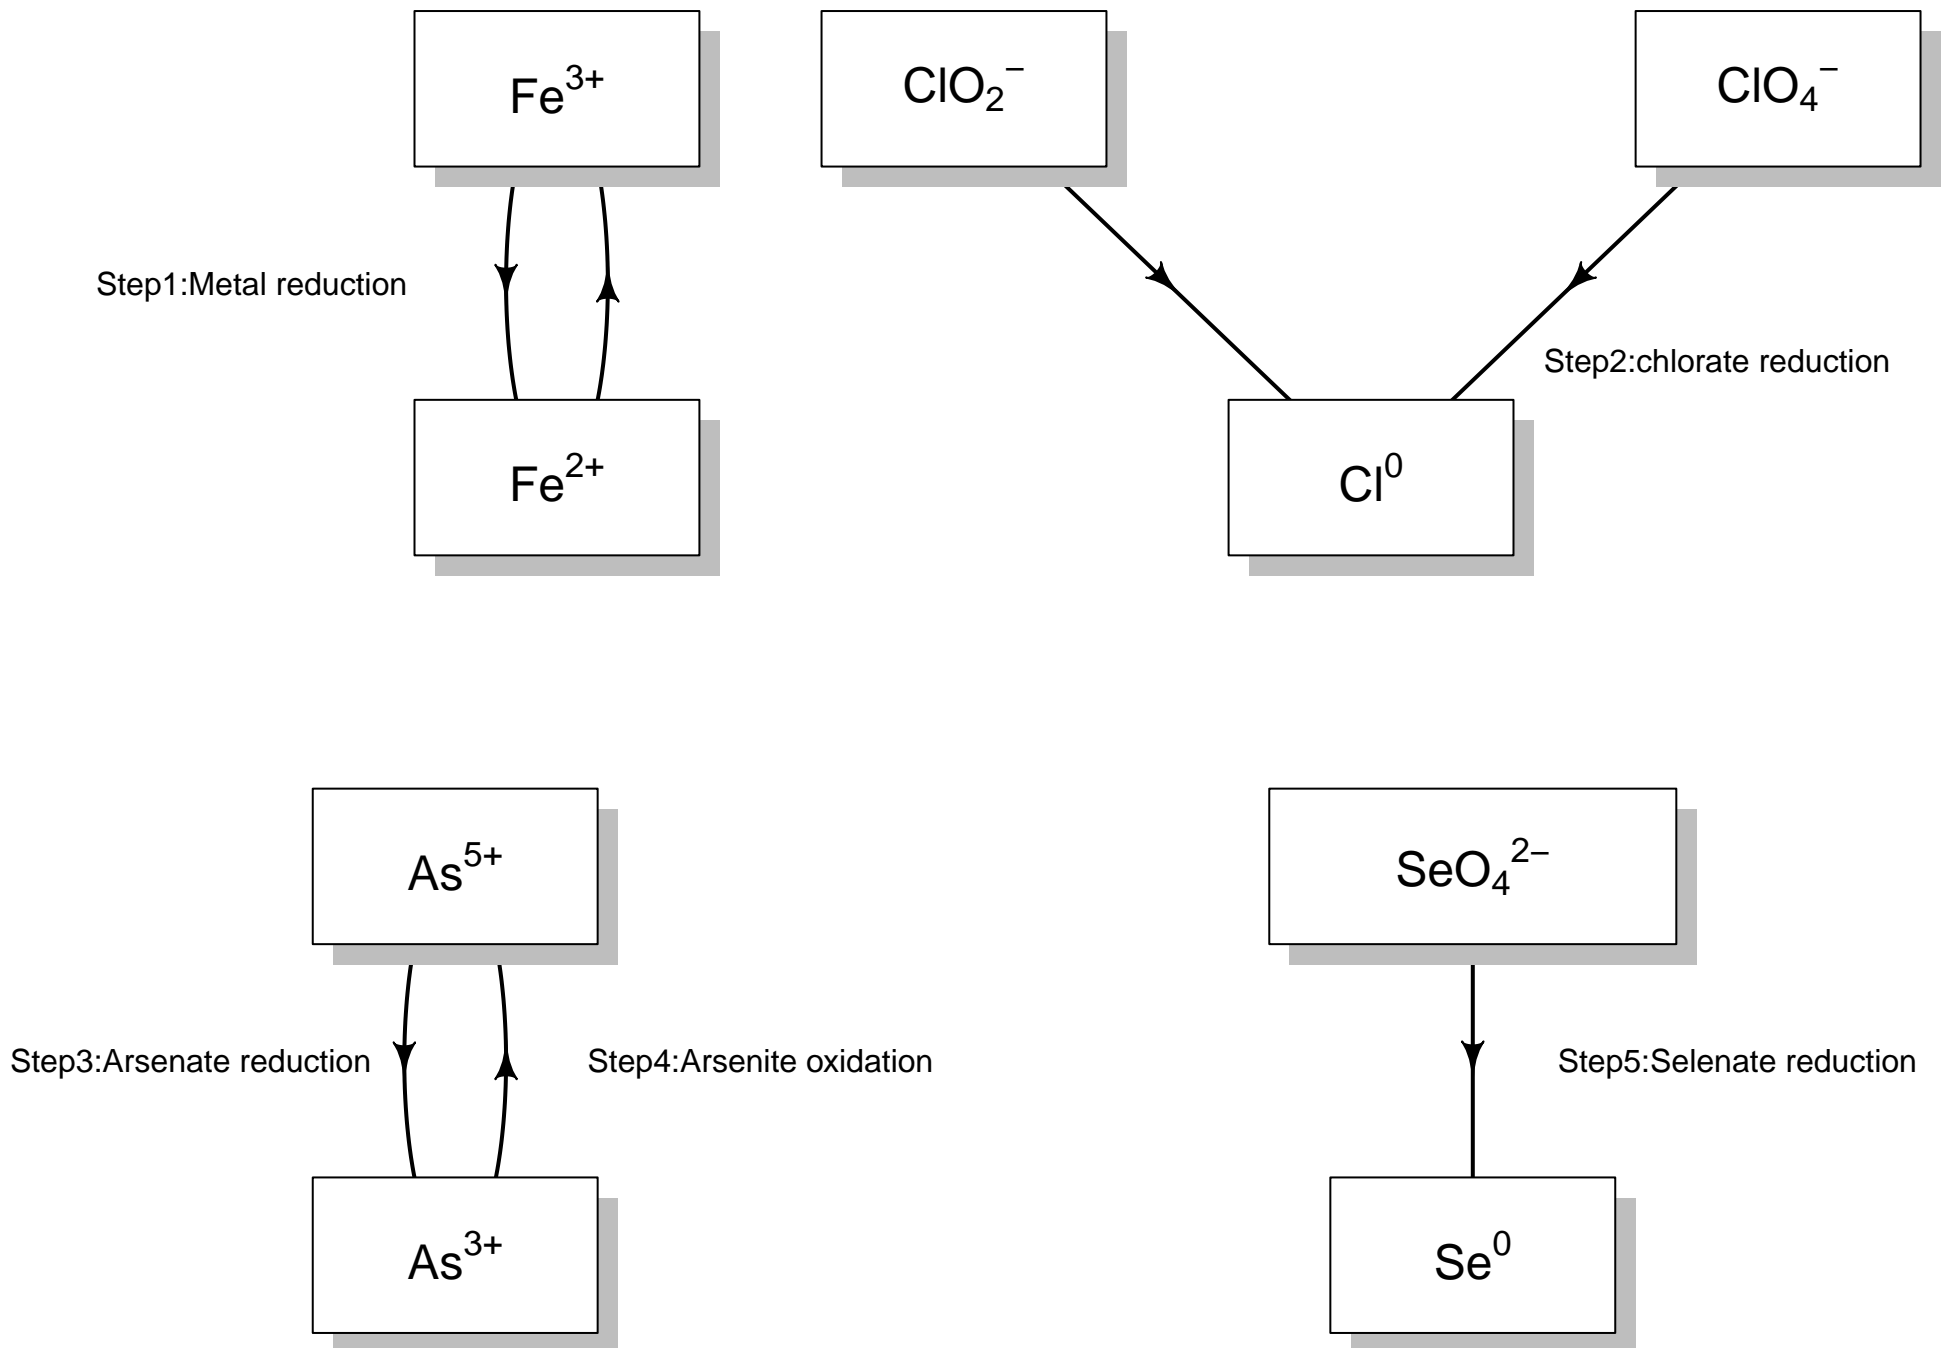 Fe³⁺
ClO₂⁻
ClO₄⁻
Step1:Metal reduction
Step2:chlorate reduction
Fe²⁺
Cl⁰
As⁵⁺
SeO₄²⁻
Step3:Arsenate reduction
Step4:Arsenite oxidation
Step5:Selenate reduction
As³⁺
Se⁰